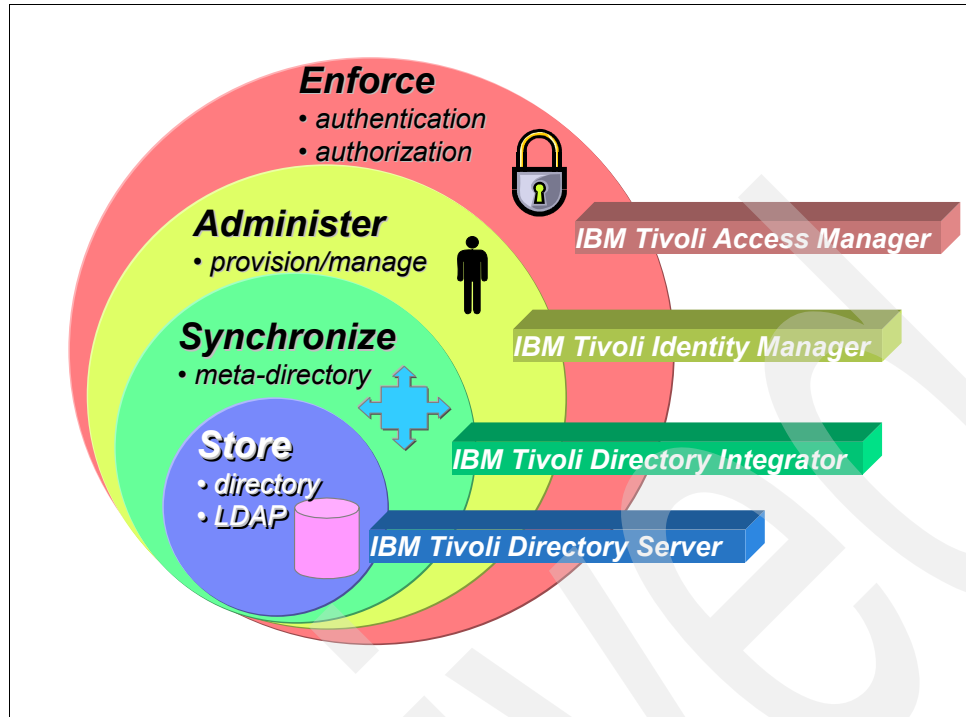 Enforce
• authentication
• authorization
IBM Tivoli Access Manager
Administer
• provision/manage
IBM Tivoli Identity Manager
Synchronize
• meta-directory
IBM Tivoli Directory Integrator
Store
• directory
• LDAP
IBM Tivoli Directory Server